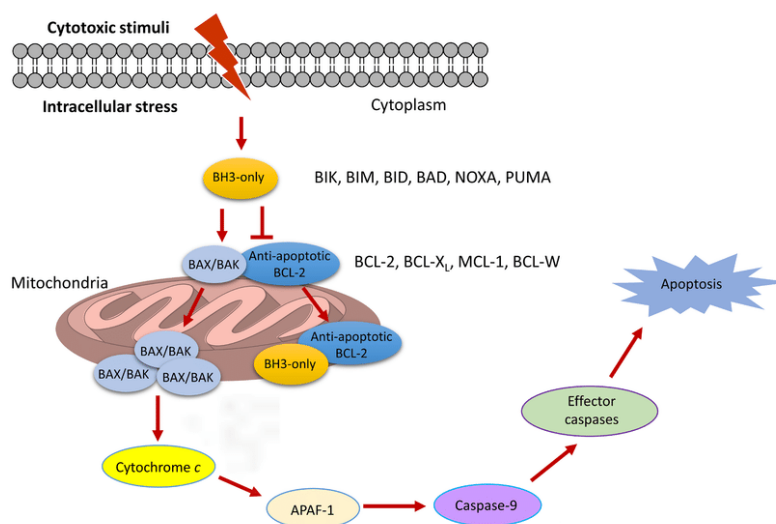 Cytotoxic stimuli
Intracellular stress
Cytoplasm
BH3-only
BIK, BIM, BID, BAD, NOXA, PUMA
BAX/BAK
Anti-apoptotic
BCL-2
BCL-2, BCL-XL, MCL-1, BCL-W
Mitochondria
Apoptosis
BAX/BAK
BAX/BAK
BAX/BAK
Anti-apoptotic
BCL-2
BH3-only
Effector
caspases
Cytochrome c
APAF-1
Caspase-9